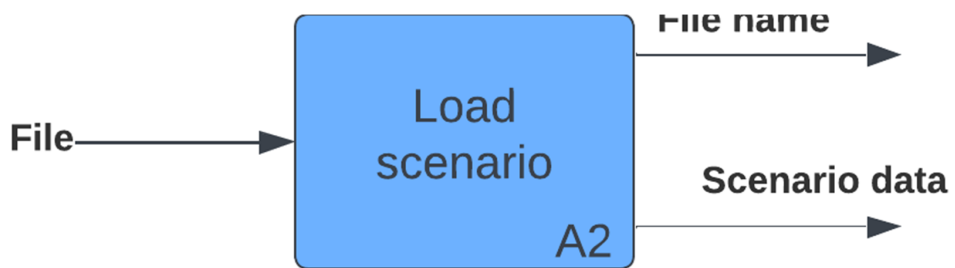 File name
Load
scenario
File
Scenario data
A2